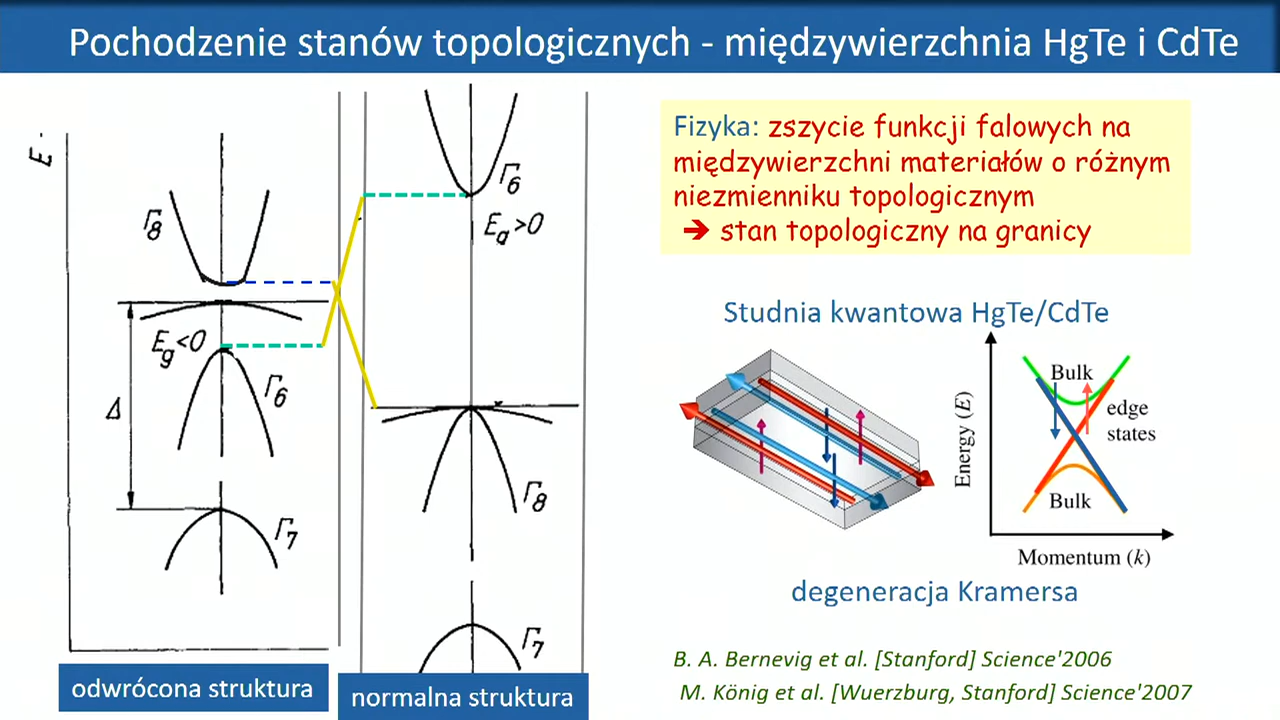 Pochodzenie stanów topologicznych - międzywierzchnia HgTe i CdTe
E
Γ8
Eg<0
Γ6
Δ
Γ7
odwrócona struktura
Γ6
Eg>0
Γ8
Γ7
normalna struktura
Fizyka: zszycie funkcji falowych na
międzywierzchni materiałów o różnym
niezmienniku topologicznym
➔ stan topologiczny na granicy
Studnia kwantowa HgTe/CdTe
Energy (E)
Bulk
edge
states
Bulk
Momentum (k)
degeneracja Kramersa
B. A. Bernevig et al. [Stanford] Science'2006
M. König et al. [Wuerzburg, Stanford] Science'2007